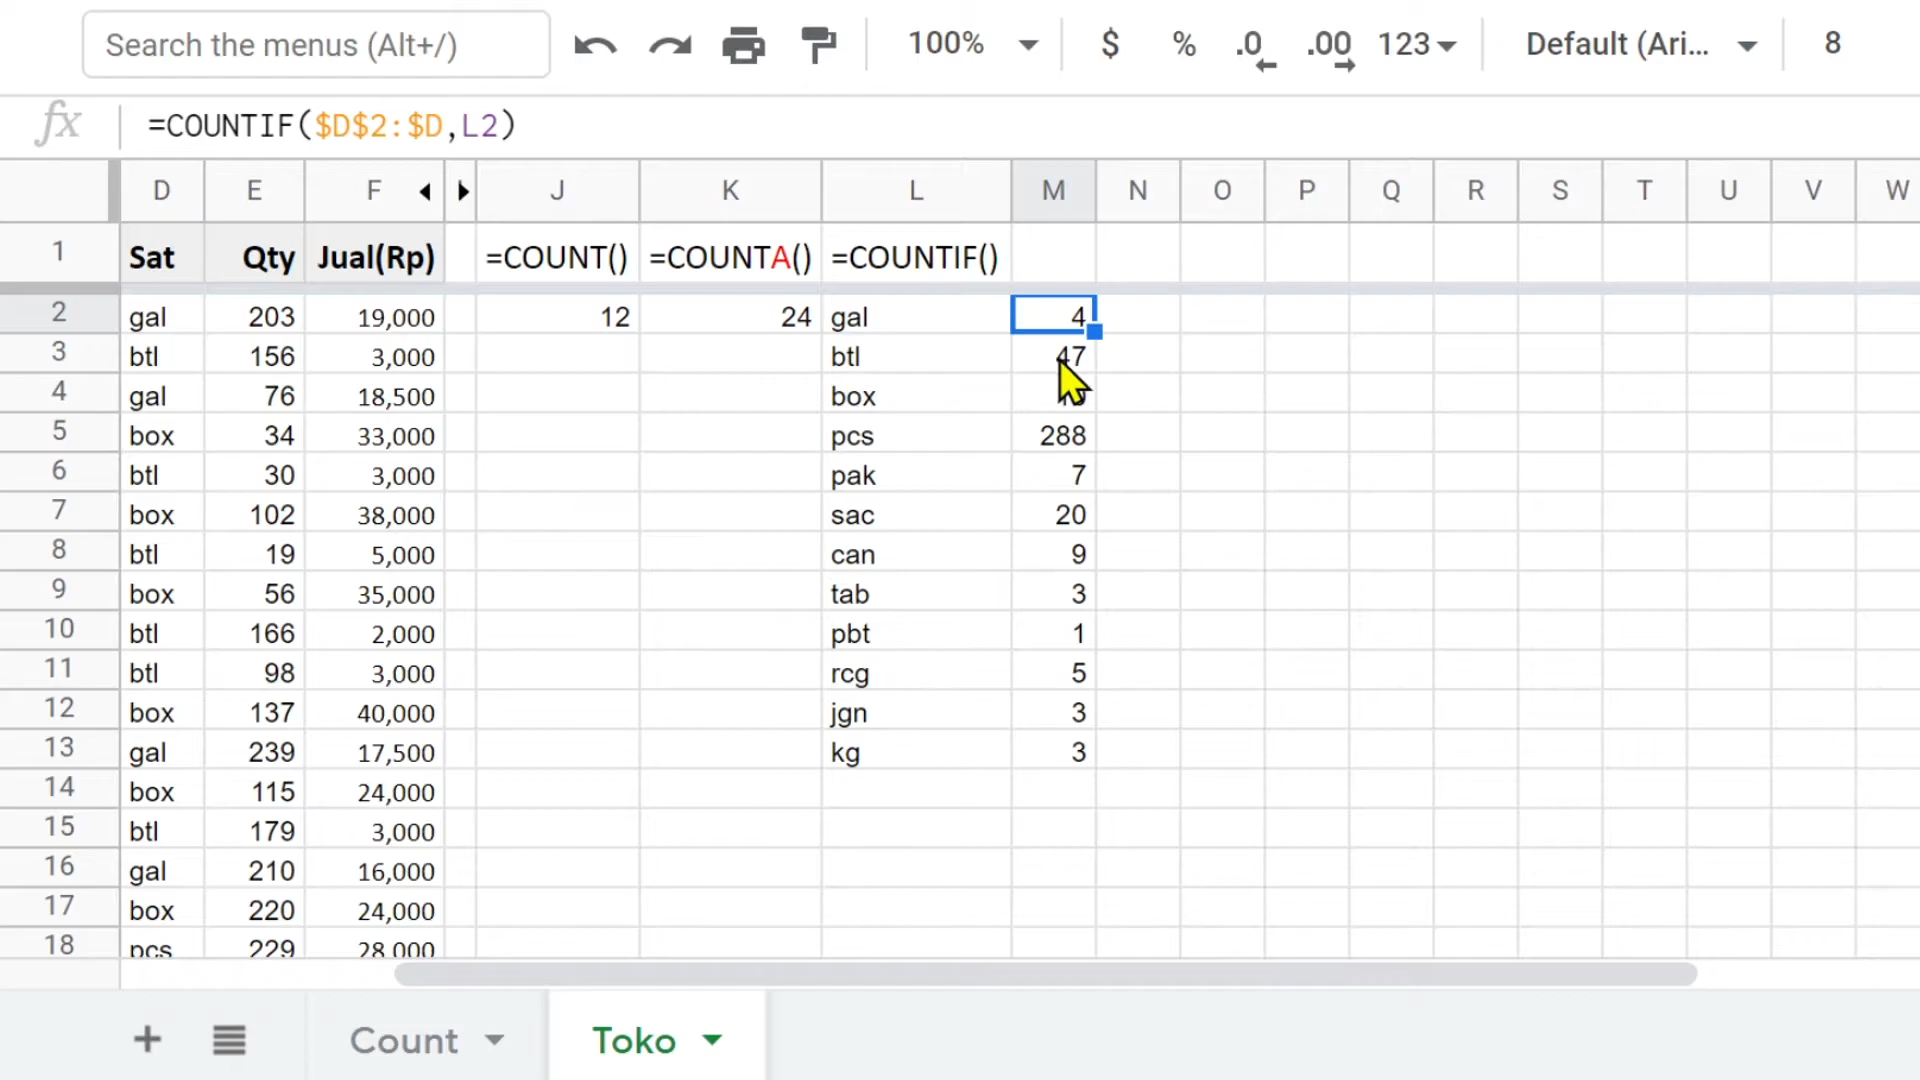 Search the menus (Alt+/) 100% $ % .0 .00 123 Default (Ari... 8
fx =COUNTIF($D$2:$D,L2)
D E F J K L M N O P Q R S T U V W
1 Sat Qty Jual(Rp) =COUNT() =COUNTA() =COUNTIF()
2 gal 203 19,000 12 24 gal 4
3 btl 156 3,000 btl 47
4 gal 76 18,500 box
5 box 34 33,000 pcs 288
6 btl 30 3,000 pak 7
7 box 102 38,000 sac 20
8 btl 19 5,000 can 9
9 box 56 35,000 tab 3
10 btl 166 2,000 pbt 1
11 btl 98 3,000 rcg 5
12 box 137 40,000 jgn 3
13 gal 239 17,500 kg 3
14 box 115 24,000
15 btl 179 3,000
16 gal 210 16,000
17 box 220 24,000
18 pcs 229 28,000
Count Toko